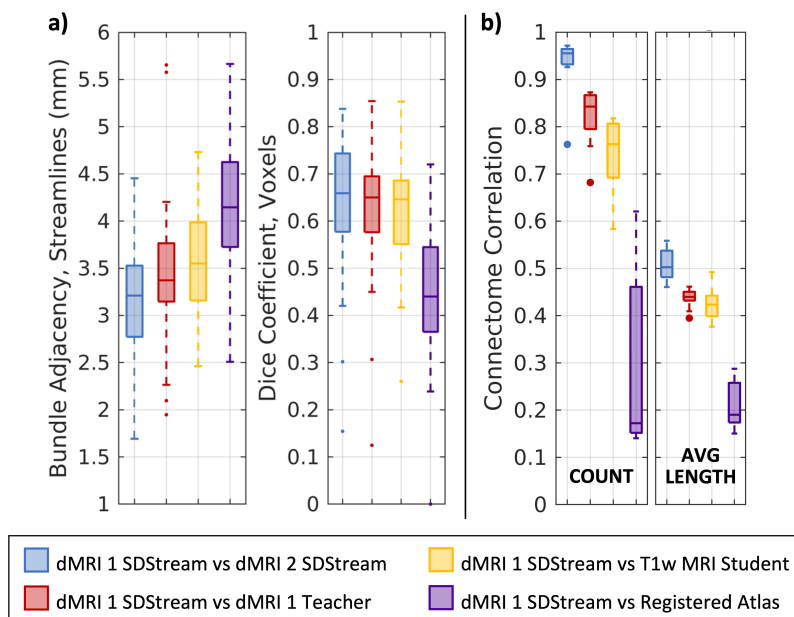 a)
b)
Bundle Adjacency, Streamlines (mm)
6
5.5
5
4.5
4
3.5
3
2.5
2
1.5
1
Dice Coefficient, Voxels
1
0.9
0.8
0.7
0.6
0.5
0.4
0.3
0.2
0.1
0
Connectome Correlation
1
0.9
0.8
0.7
0.6
0.5
0.4
0.3
0.2
0.1
0
COUNT
AVG
LENGTH
dMRI 1 SDStream vs dMRI 2 SDStream
dMRI 1 SDStream vs T1w MRI Student
dMRI 1 SDStream vs dMRI 1 Teacher
dMRI 1 SDStream vs Registered Atlas